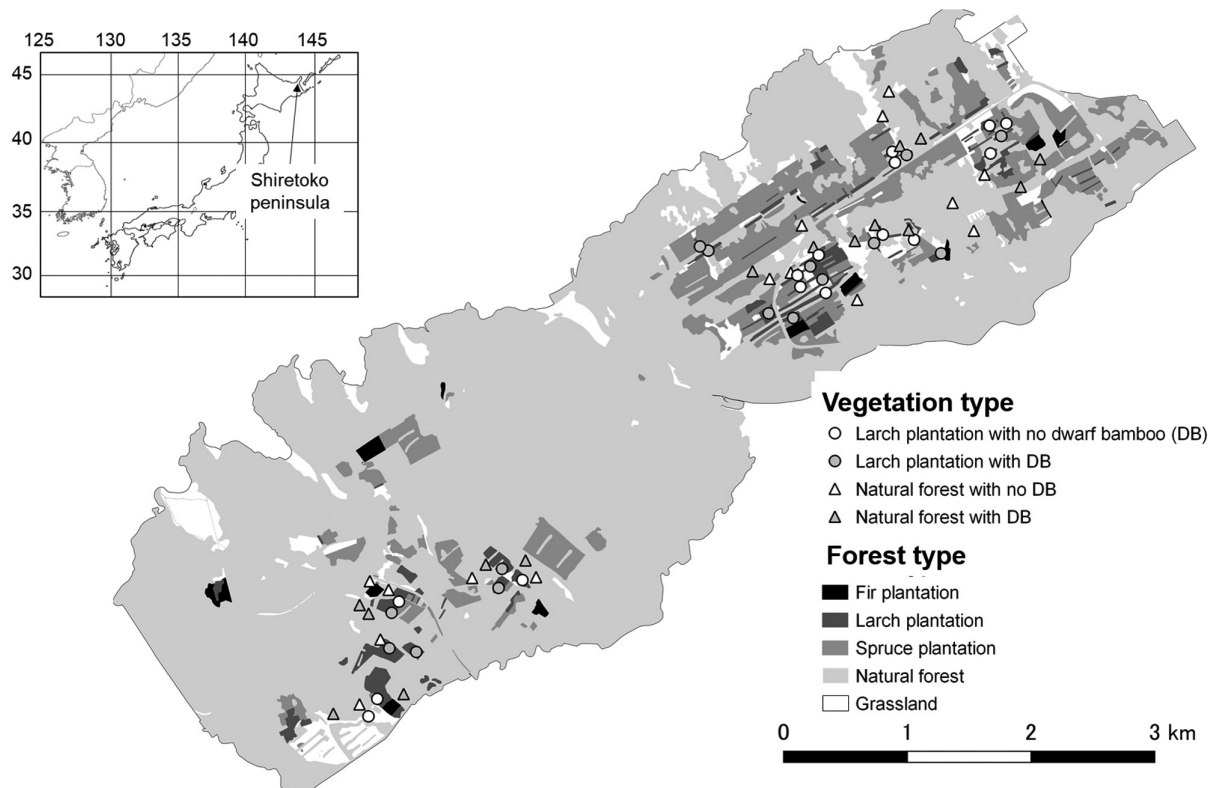 125 130 135 140 145
45
40
35
30
Shiretoko
peninsula
Vegetation type
Larch plantation with no dwarf bamboo (DB)
Larch plantation with DB
Natural forest with no DB
Natural forest with DB
Forest type
Fir plantation
Larch plantation
Spruce plantation
Natural forest
Grassland
0 1 2 3 km